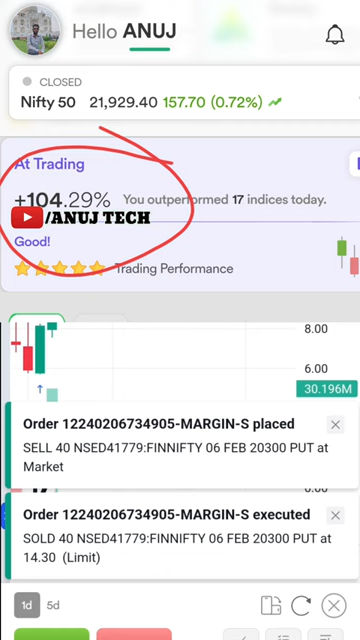 Hello ANUJ
CLOSED
Nifty 50 21,929.40 157.70 (0.72%)
At Trading
+104.29% You outperformed 17 indices today.
/ANUJ TECH
Good!
Trading Performance
8.00
6.00
30.196M
Order 12240206734905-MARGIN-S placed
SELL 40 NSED41779:FINNIFTY 06 FEB 20300 PUT at
Market
Order 12240206734905-MARGIN-S executed
SOLD 40 NSED41779:FINNIFTY 06 FEB 20300 PUT at
14.30 (Limit)
1d 5d